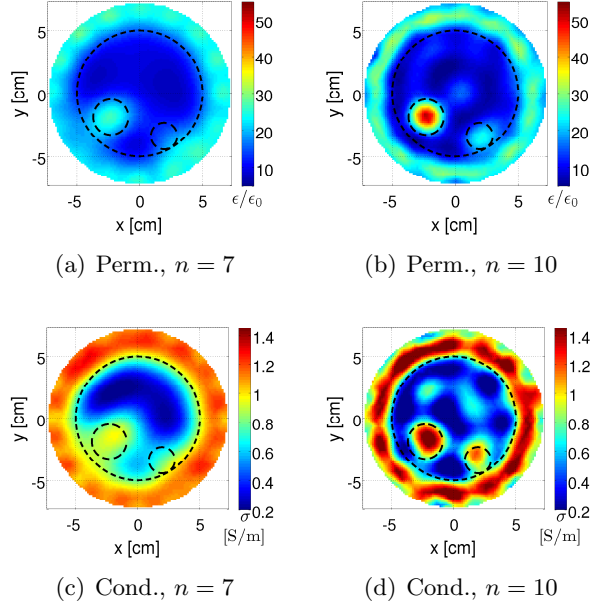 5
0
-5
y [cm]
-5 0 5
x [cm]
50
40
30
20
10
ϵ/ϵ0
5
0
-5
y [cm]
-5 0 5
x [cm]
50
40
30
20
10
ϵ/ϵ0
(a) Perm., n = 7
(b) Perm., n = 10
5
0
-5
y [cm]
-5 0 5
x [cm]
1.4
1.2
1
0.8
0.6
0.4
0.2
σ
[S/m]
5
0
-5
y [cm]
-5 0 5
x [cm]
1.4
1.2
1
0.8
0.6
0.4
0.2
σ
[S/m]
(c) Cond., n = 7
(d) Cond., n = 10